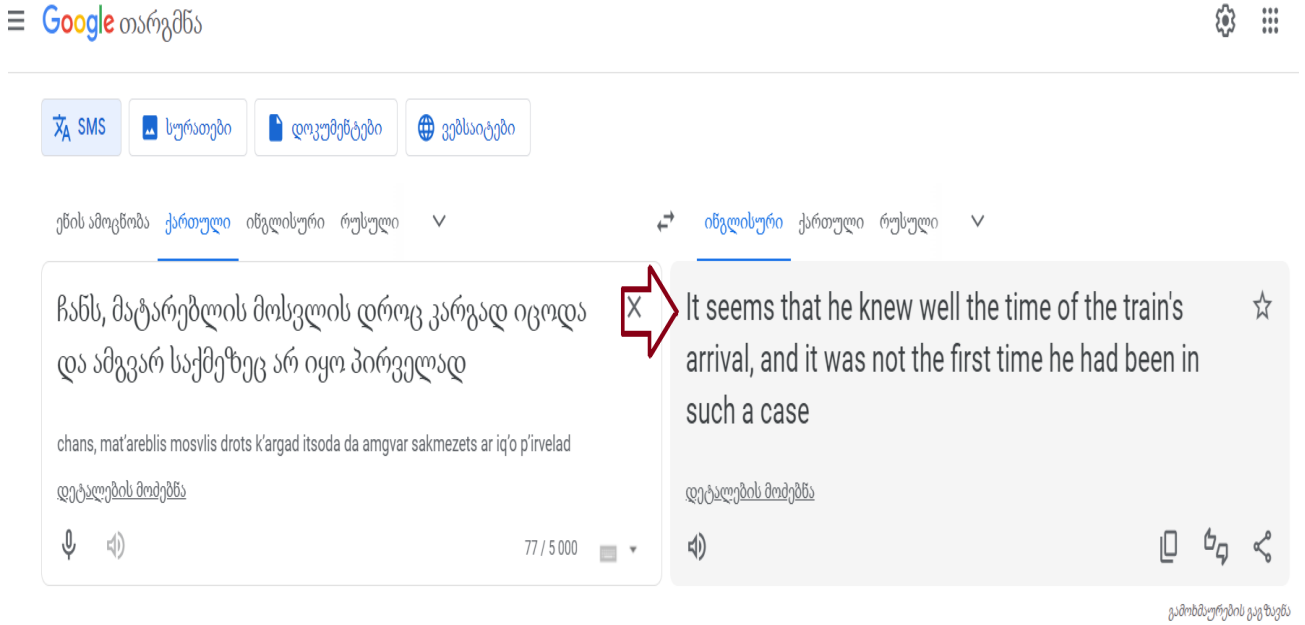 Google თარგმნა
SMS
სურათები
დოკუმენტები
ვებსაიტები
ენის ამოცნობა ქართული ინგლისური რუსული
ინგლისური ქართული რუსული
ჩანს, მატარებლის მოსვლის დროც კარგად იცოდა
და ამგვარ საქმეზეც არ იყო პირველად
chans, mat'areblis mosvlis drots k'argad itsoda da amgvar sakmezets ar iq'o p'irvelad
დეტალების მოძებნა
77 / 5 000
It seems that he knew well the time of the train's
arrival, and it was not the first time he had been in
such a case
დეტალების მოძებნა
გამოხმაურების გაგზავნა